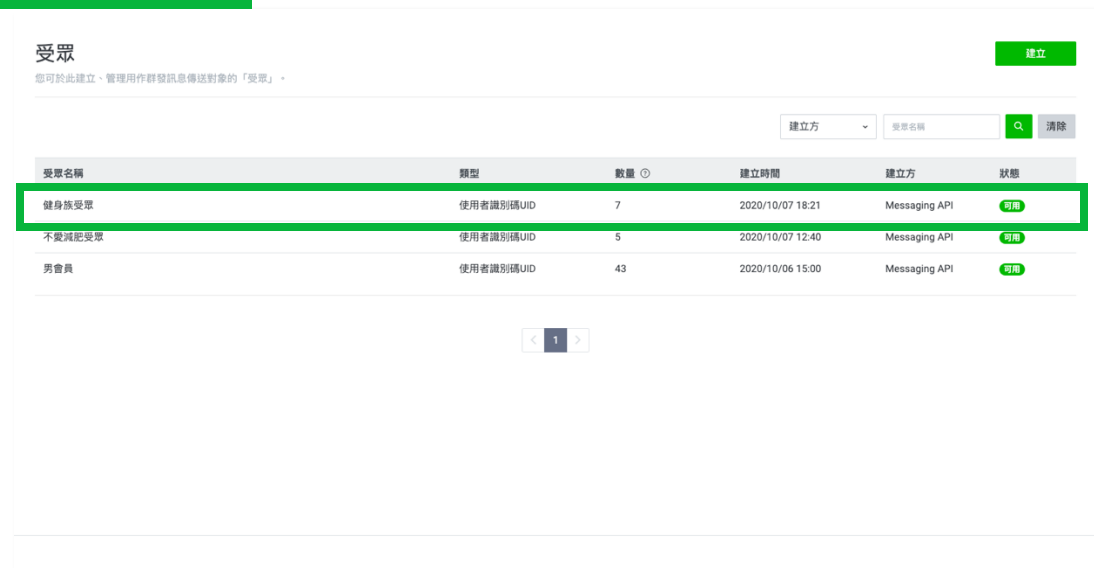 受眾
建立
您可於此建立、管理用作群發訊息傳送對象的「受眾」。
建立方 受眾名稱 清除
受眾名稱 類型 數量 建立時間 建立方 狀態
健身族受眾 使用者識別碼UID 7 2020/10/07 18:21 Messaging API 可用
不愛減肥受眾 使用者識別碼UID 5 2020/10/07 12:40 Messaging API 可用
男會員 使用者識別碼UID 43 2020/10/06 15:00 Messaging API 可用
< 1 >